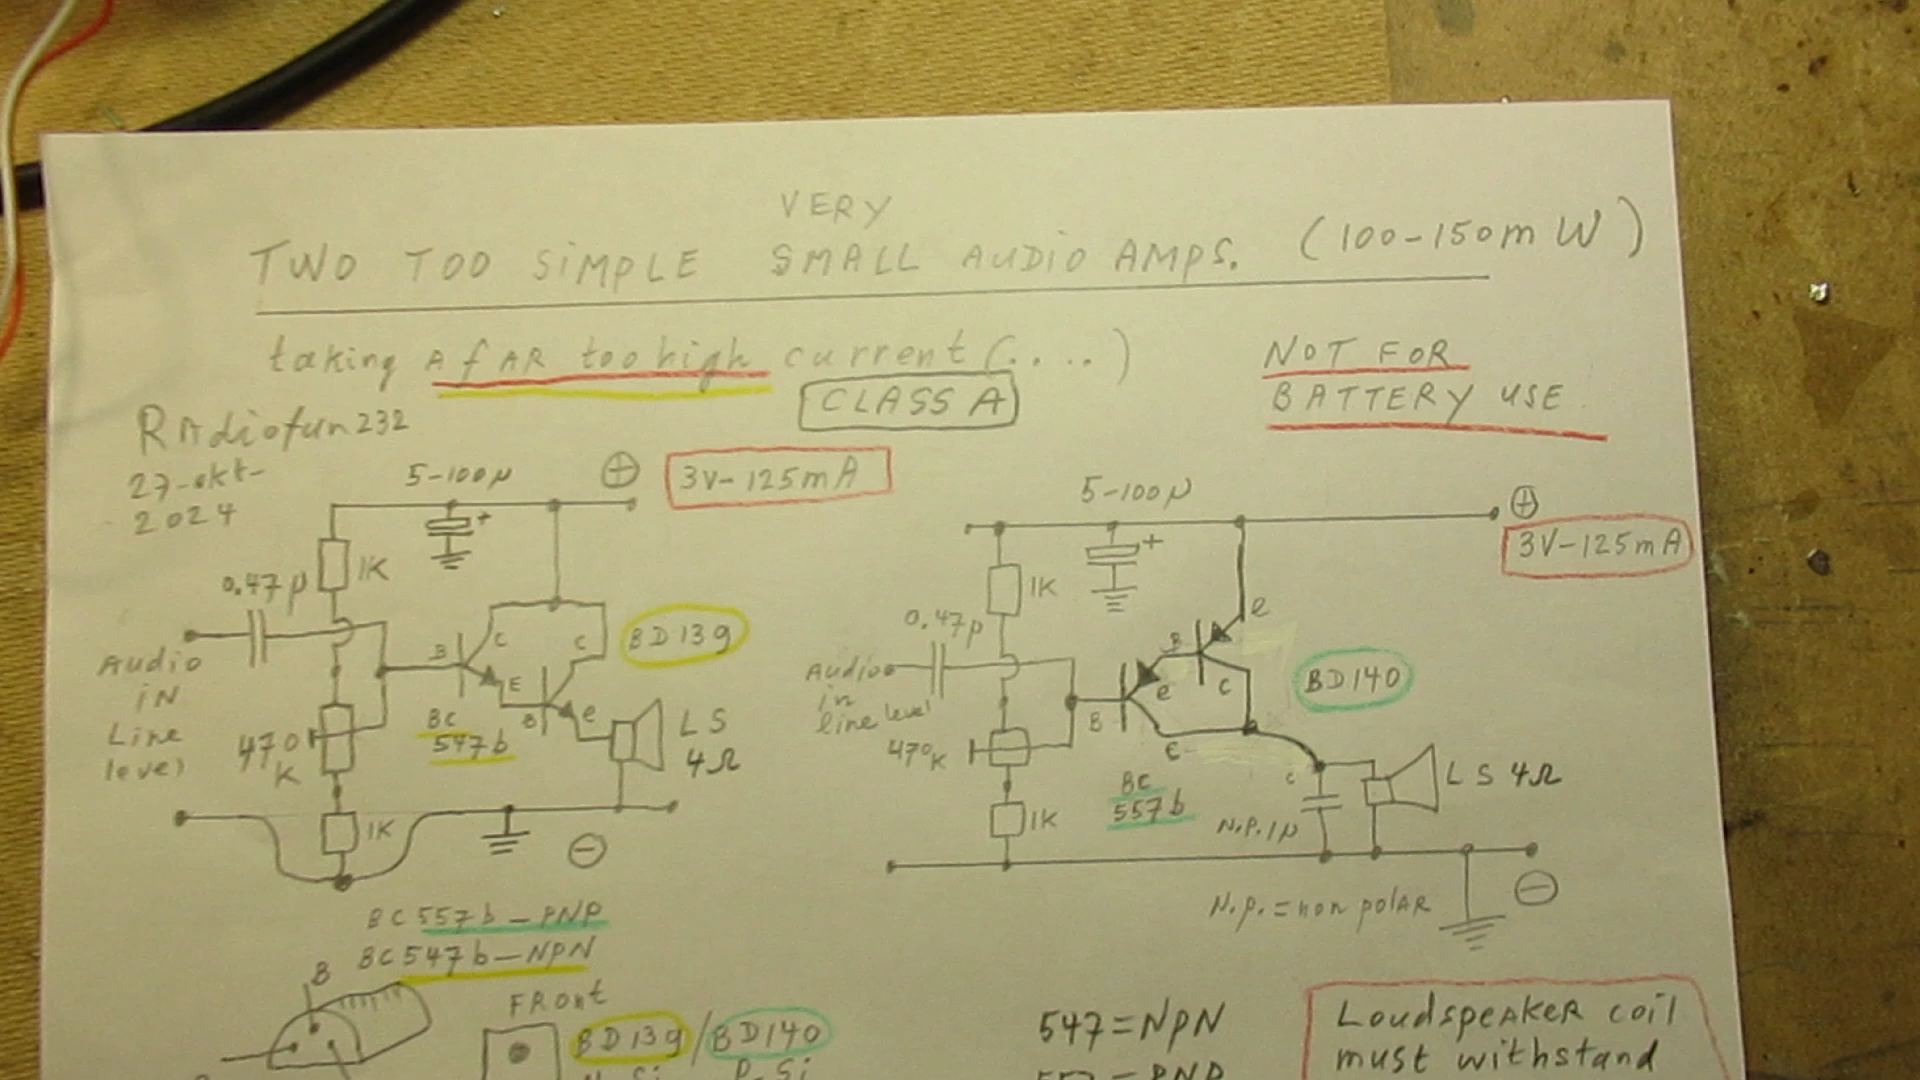 VERY
TWO TOO SiMPLE SMALL AUDiO AMPS. (100-150m W)
taking A fAR too high current (....)
CLASS A
NOT FOR
BATTERY USE
RAdiofun232
27-okt-
2024
5-100µ
+
3V-125mA
1K
0.47µ
Audio
iN
Line
level
470
K
1K
B
C
E
BC
547b
B
C
e
BD139
LS
4Ω
-
5-100µ
+
+
3V-125mA
1K
0.47µ
Audio
in
line level
470K
1K
B
e
C
BC
557b
B
e
C
BD140
c
N.P. 1µ
LS 4Ω
-
N.P. = non polAR
BC557b-PNP
BC547b-NPN
B
FRont
BD139/BD140
P-Si
547=NPN
Loudspeaker coil
must withstand